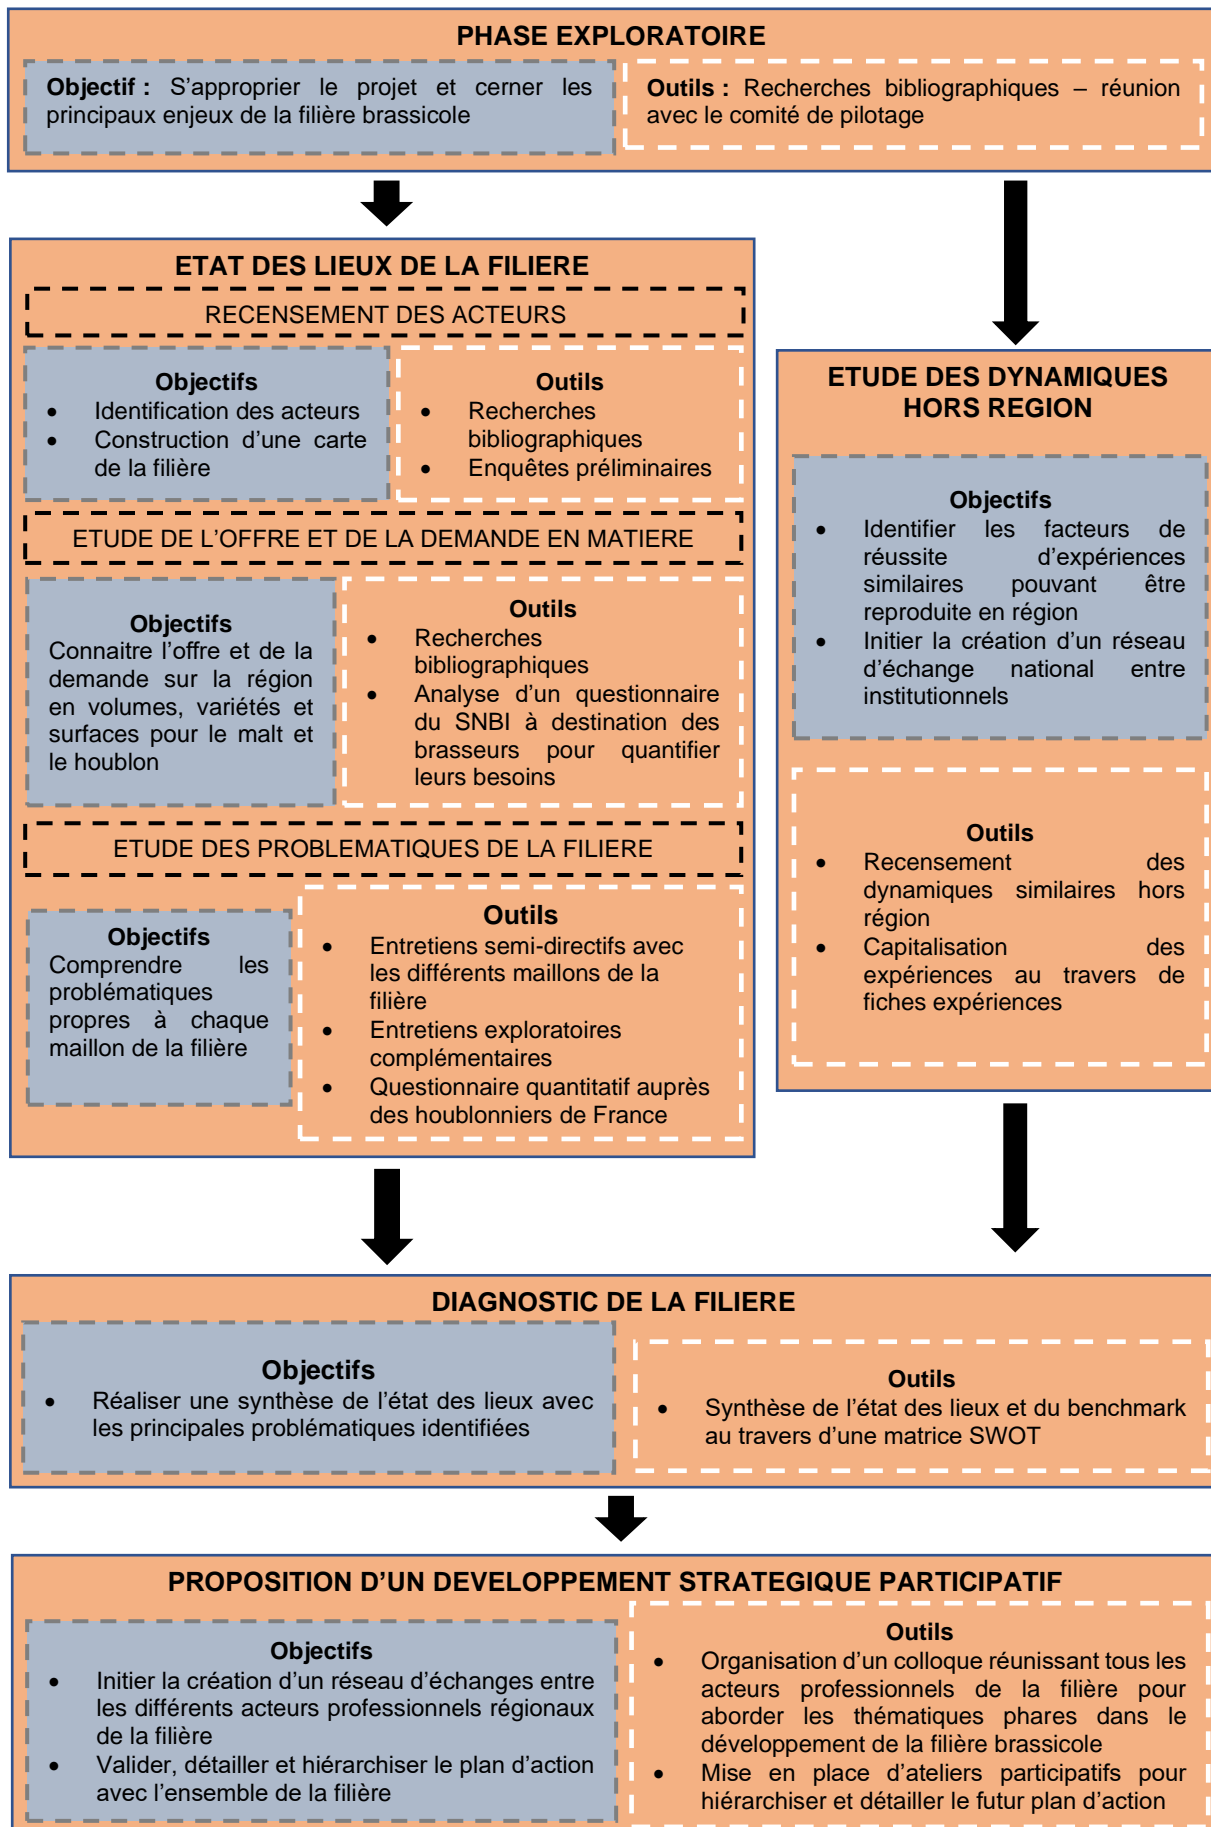 PHASE EXPLORATOIRE
Objectif : S’approprier le projet et cerner les
principaux enjeux de la filière brassicole
Outils : Recherches bibliographiques – réunion
avec le comité de pilotage
ETAT DES LIEUX DE LA FILIERE
RECENSEMENT DES ACTEURS
Objectifs
• Identification des acteurs
• Construction d’une carte
de la filière
Outils
• Recherches
bibliographiques
• Enquêtes préliminaires
ETUDE DE L’OFFRE ET DE LA DEMANDE EN MATIERE
Objectifs
Connaitre l’offre et de la
demande sur la région
en volumes, variétés et
surfaces pour le malt et
le houblon
Outils
• Recherches
bibliographiques
• Analyse d’un questionnaire
du SNBI à destination des
brasseurs pour quantifier
leurs besoins
ETUDE DES PROBLEMATIQUES DE LA FILIERE
Objectifs
Comprendre les
problématiques
propres à chaque
maillon de la filière
Outils
• Entretiens semi-directifs avec
les différents maillons de la
filière
• Entretiens exploratoires
complémentaires
• Questionnaire quantitatif auprès
des houblonniers de France
ETUDE DES DYNAMIQUES
HORS REGION
Objectifs
• Identifier les facteurs de
réussite d’expériences
similaires pouvant être
reproduite en région
• Initier la création d’un réseau
d’échange national entre
institutionnels
Outils
• Recensement des
dynamiques similaires hors
région
• Capitalisation des
expériences au travers de
fiches expériences
DIAGNOSTIC DE LA FILIERE
Objectifs
• Réaliser une synthèse de l’état des lieux avec
les principales problématiques identifiées
Outils
• Synthèse de l’état des lieux et du benchmark
au travers d’une matrice SWOT
PROPOSITION D’UN DEVELOPPEMENT STRATEGIQUE PARTICIPATIF
Objectifs
• Initier la création d’un réseau d’échanges entre
les différents acteurs professionnels régionaux
de la filière
• Valider, détailler et hiérarchiser le plan d’action
avec l’ensemble de la filière
Outils
• Organisation d’un colloque réunissant tous les
acteurs professionnels de la filière pour
aborder les thématiques phares dans le
développement de la filière brassicole
• Mise en place d’ateliers participatifs pour
hiérarchiser et détailler le futur plan d’action